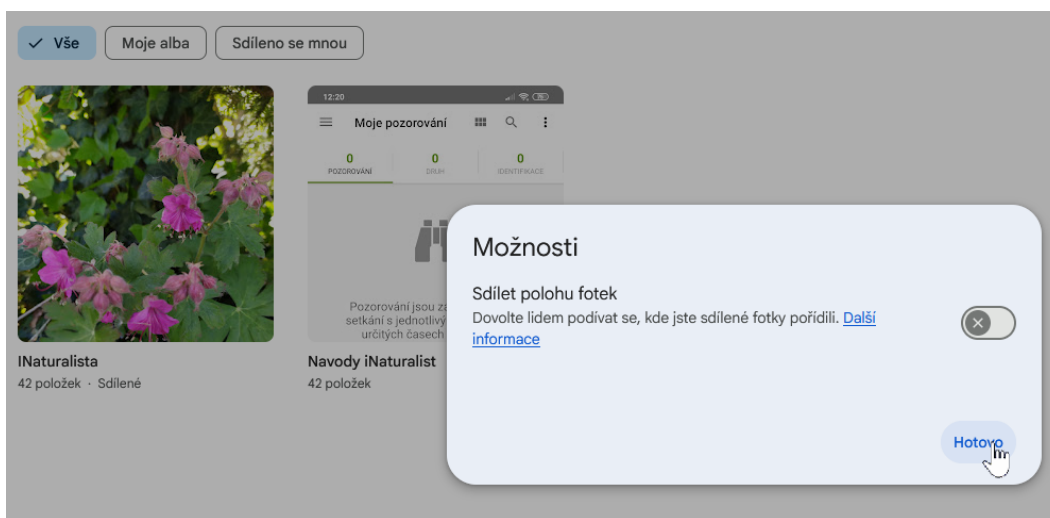 Vše
Moje alba
Sdíleno se mnou
12:20
Moje pozorování
0
0
0
POZOROVÁNÍ
DRUH
IDENTIFIKACE
Pozorování jsou
setkání s jednotlivý
určitých časech
INaturalista
42 položek · Sdílené
Navody iNaturalist
42 položek
Možnosti
Sdílet polohu fotek
Dovolte lidem podívat se, kde jste sdílené fotky pořídili. Další
informace
Hotovo